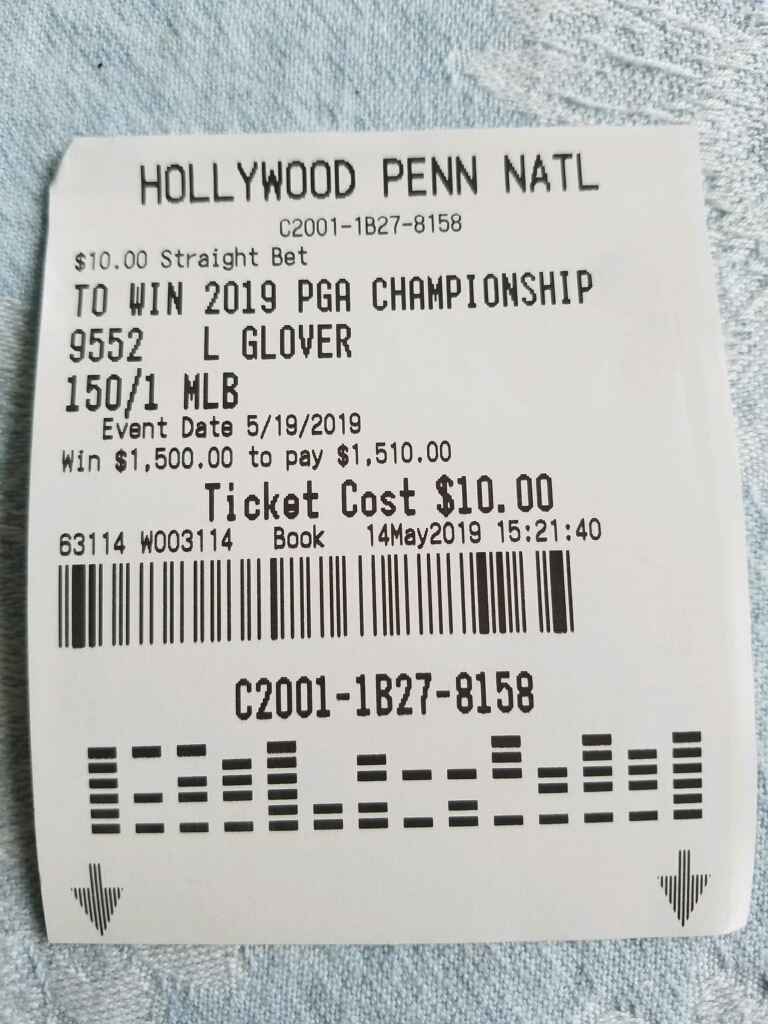 HOLLYWOOD PENN NATL
C2001-1B27-8158
$10.00 Straight Bet
TO WIN 2019 PGA CHAMPIONSHIP
9552 L GLOVER
150/1 MLB
Event Date 5/19/2019
Win $1,500.00 to pay $1,510.00
Ticket Cost $10.00
63114 W003114 Book 14May2019 15:21:40
C2001-1B27-8158